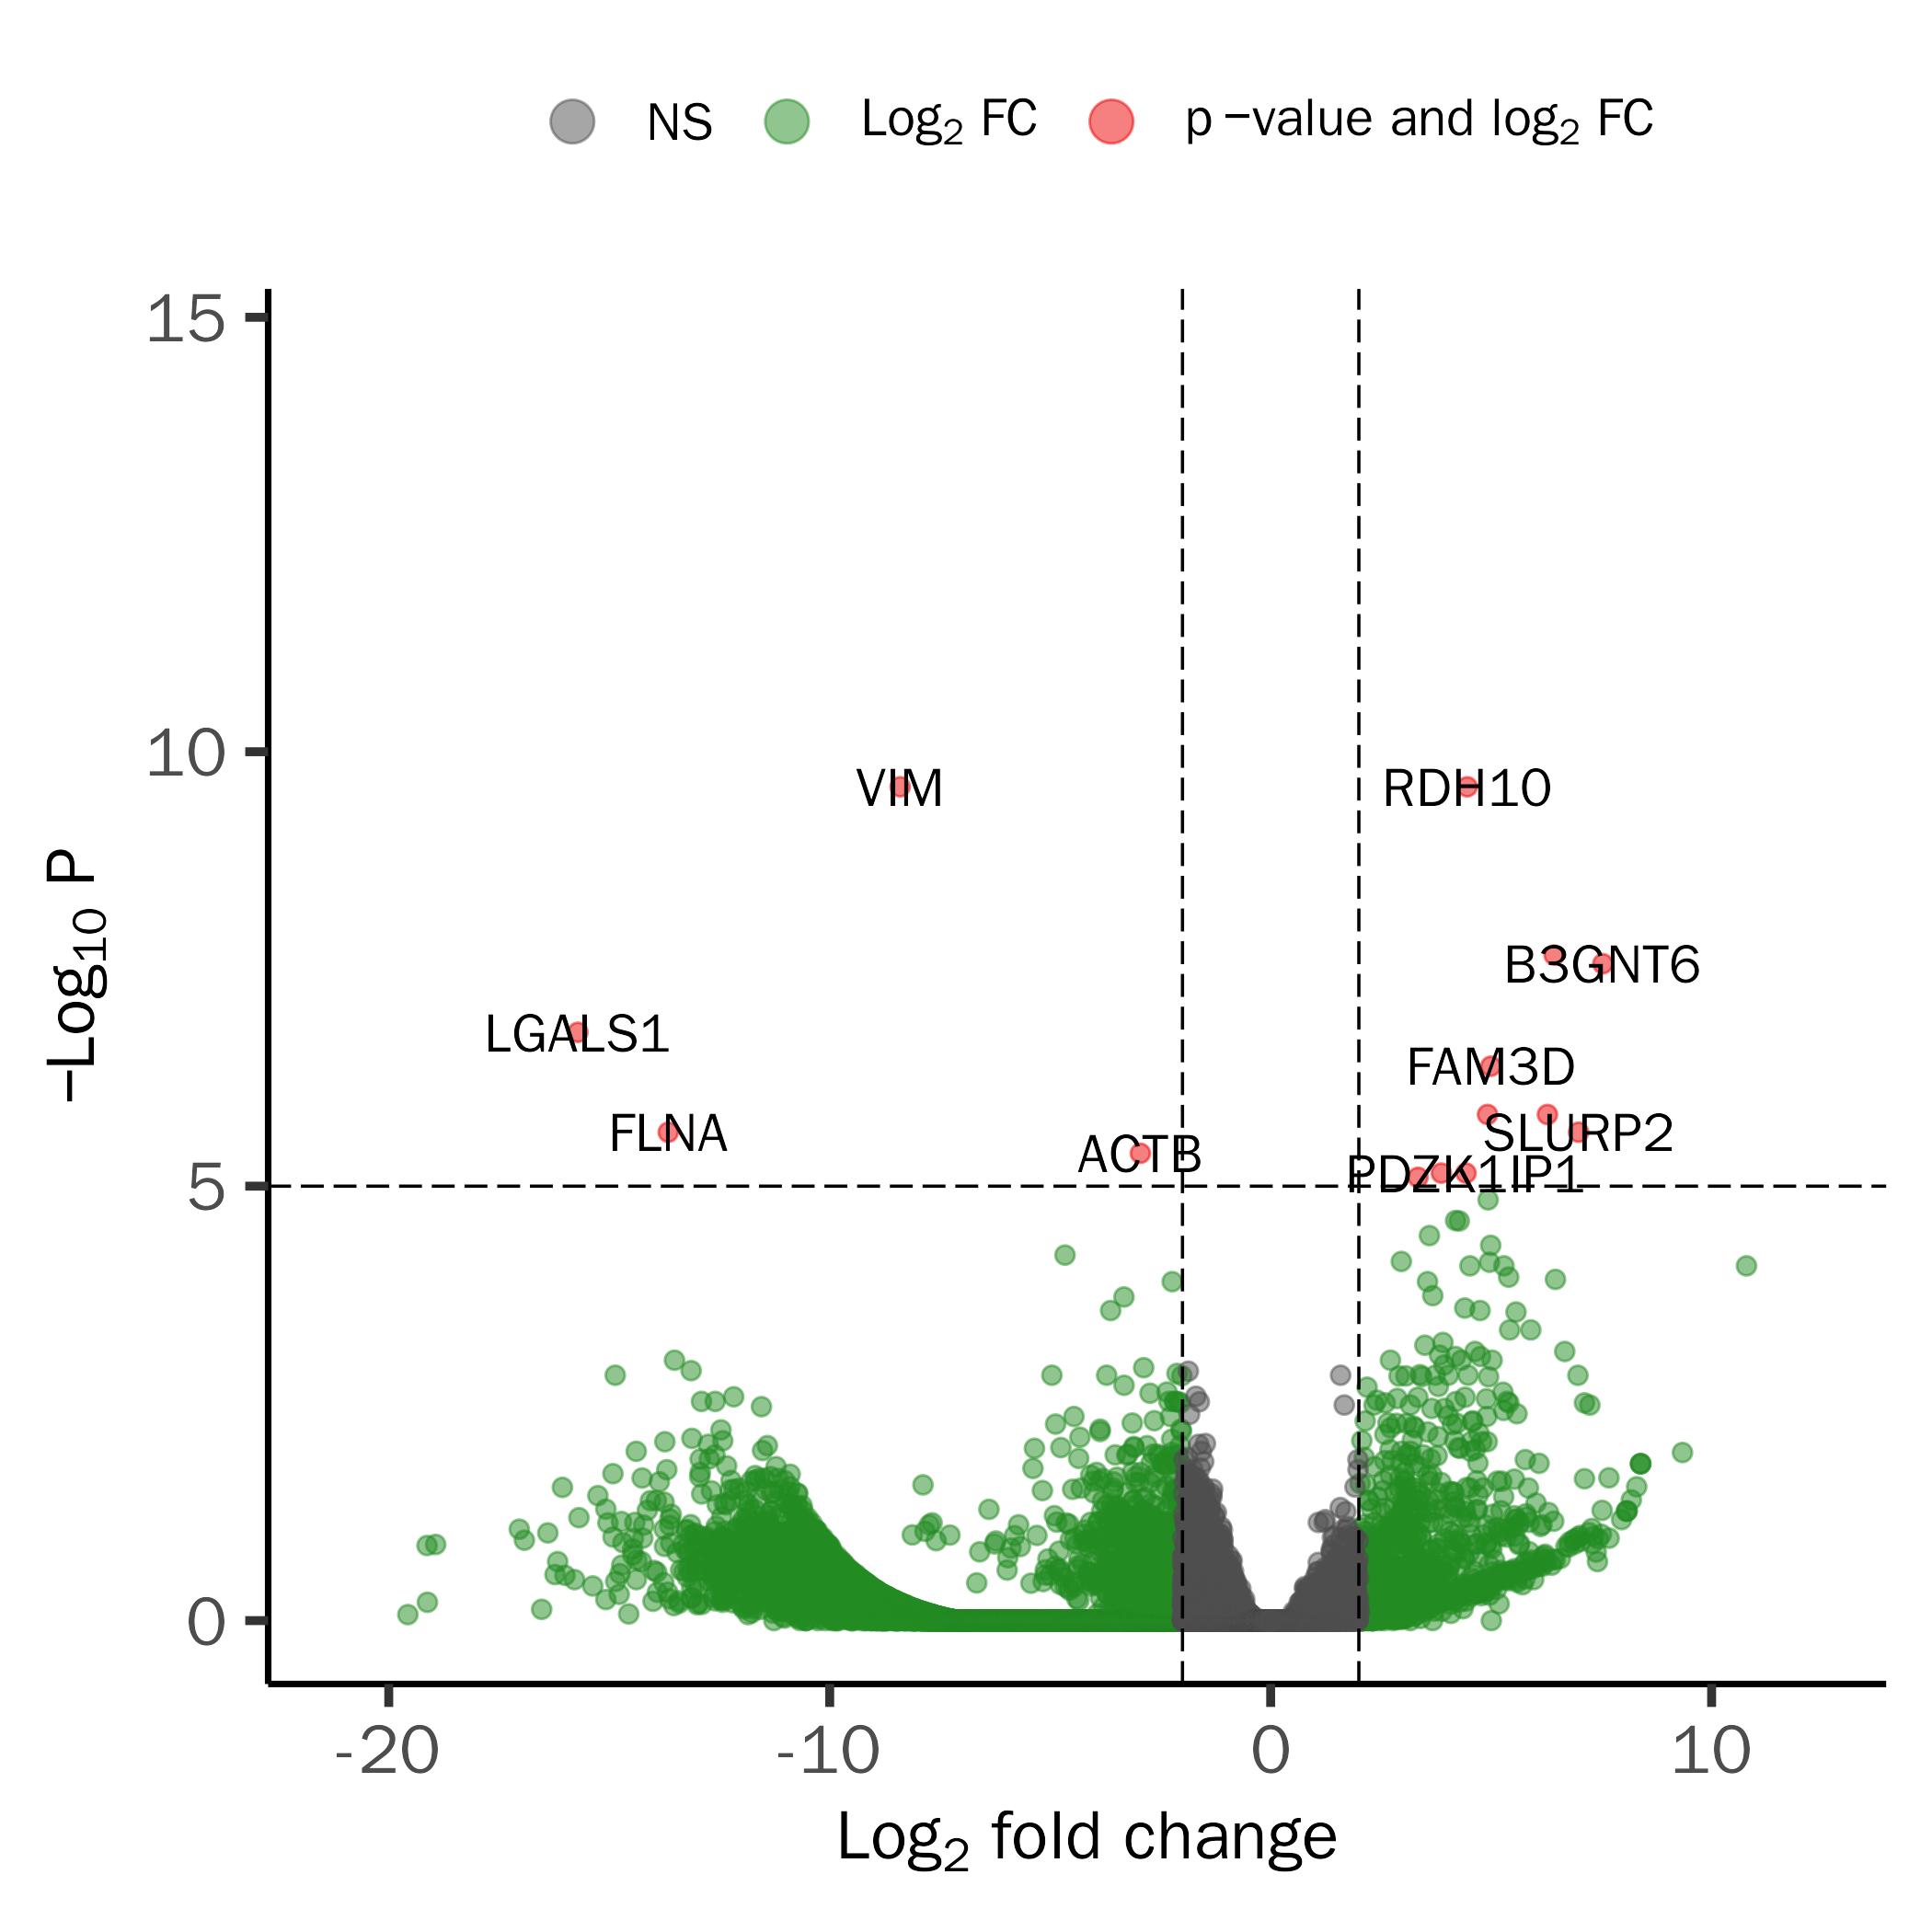 NS Log₂ FC p −value and log₂ FC
15
10
5
0
−Log₁₀ P
VIM
RDH10
B3GNT6
LGALS1
FAM3D
FLNA
SLURP2
ACTB
PDZK1IP1
-20 -10 0 10
Log₂ fold change